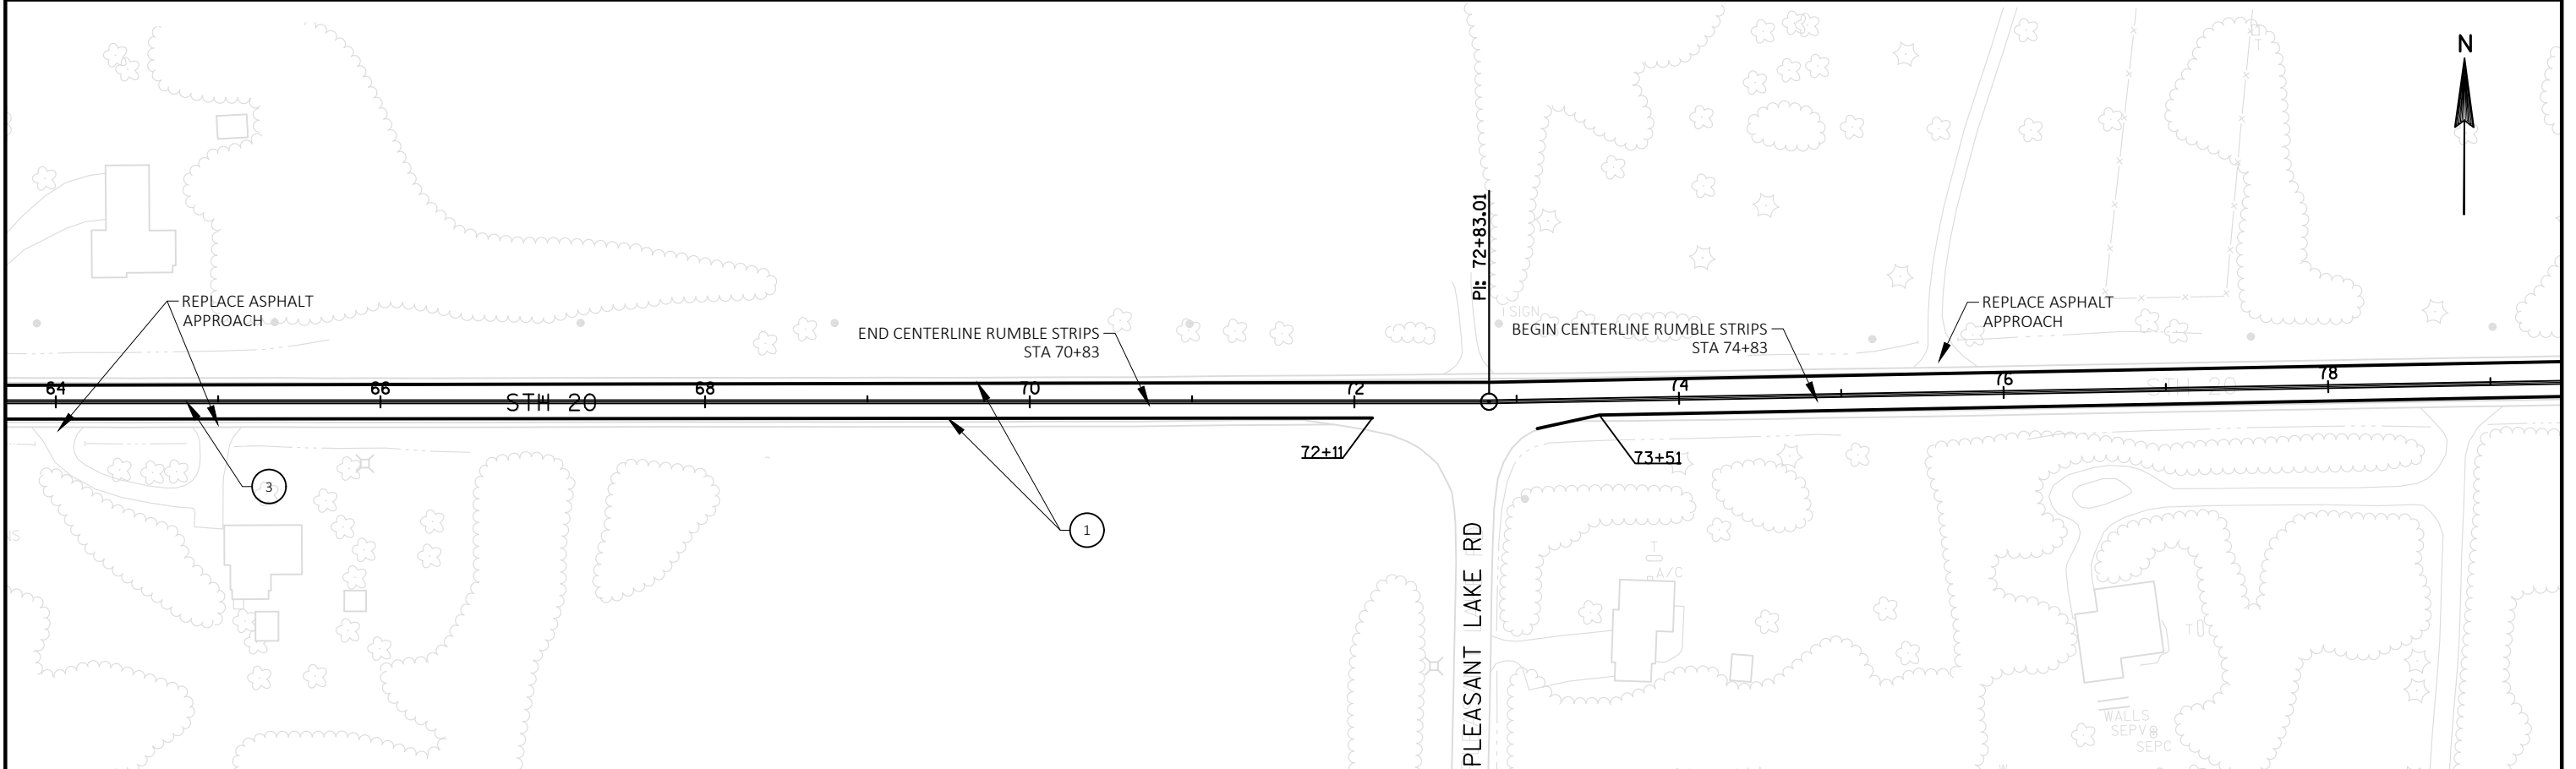 N
PI: 72+83.01
SIGN
T
REPLACE ASPHALT
APPROACH
END CENTERLINE RUMBLE STRIPS
STA 70+83
BEGIN CENTERLINE RUMBLE STRIPS
STA 74+83
REPLACE ASPHALT
APPROACH
64
66
68
70
72
74
76
78
STH 20
STH 20
72+11
73+51
3
1
PLEASANT LAKE RD
T
A/C
T
WALLS
SEPV
SEPC